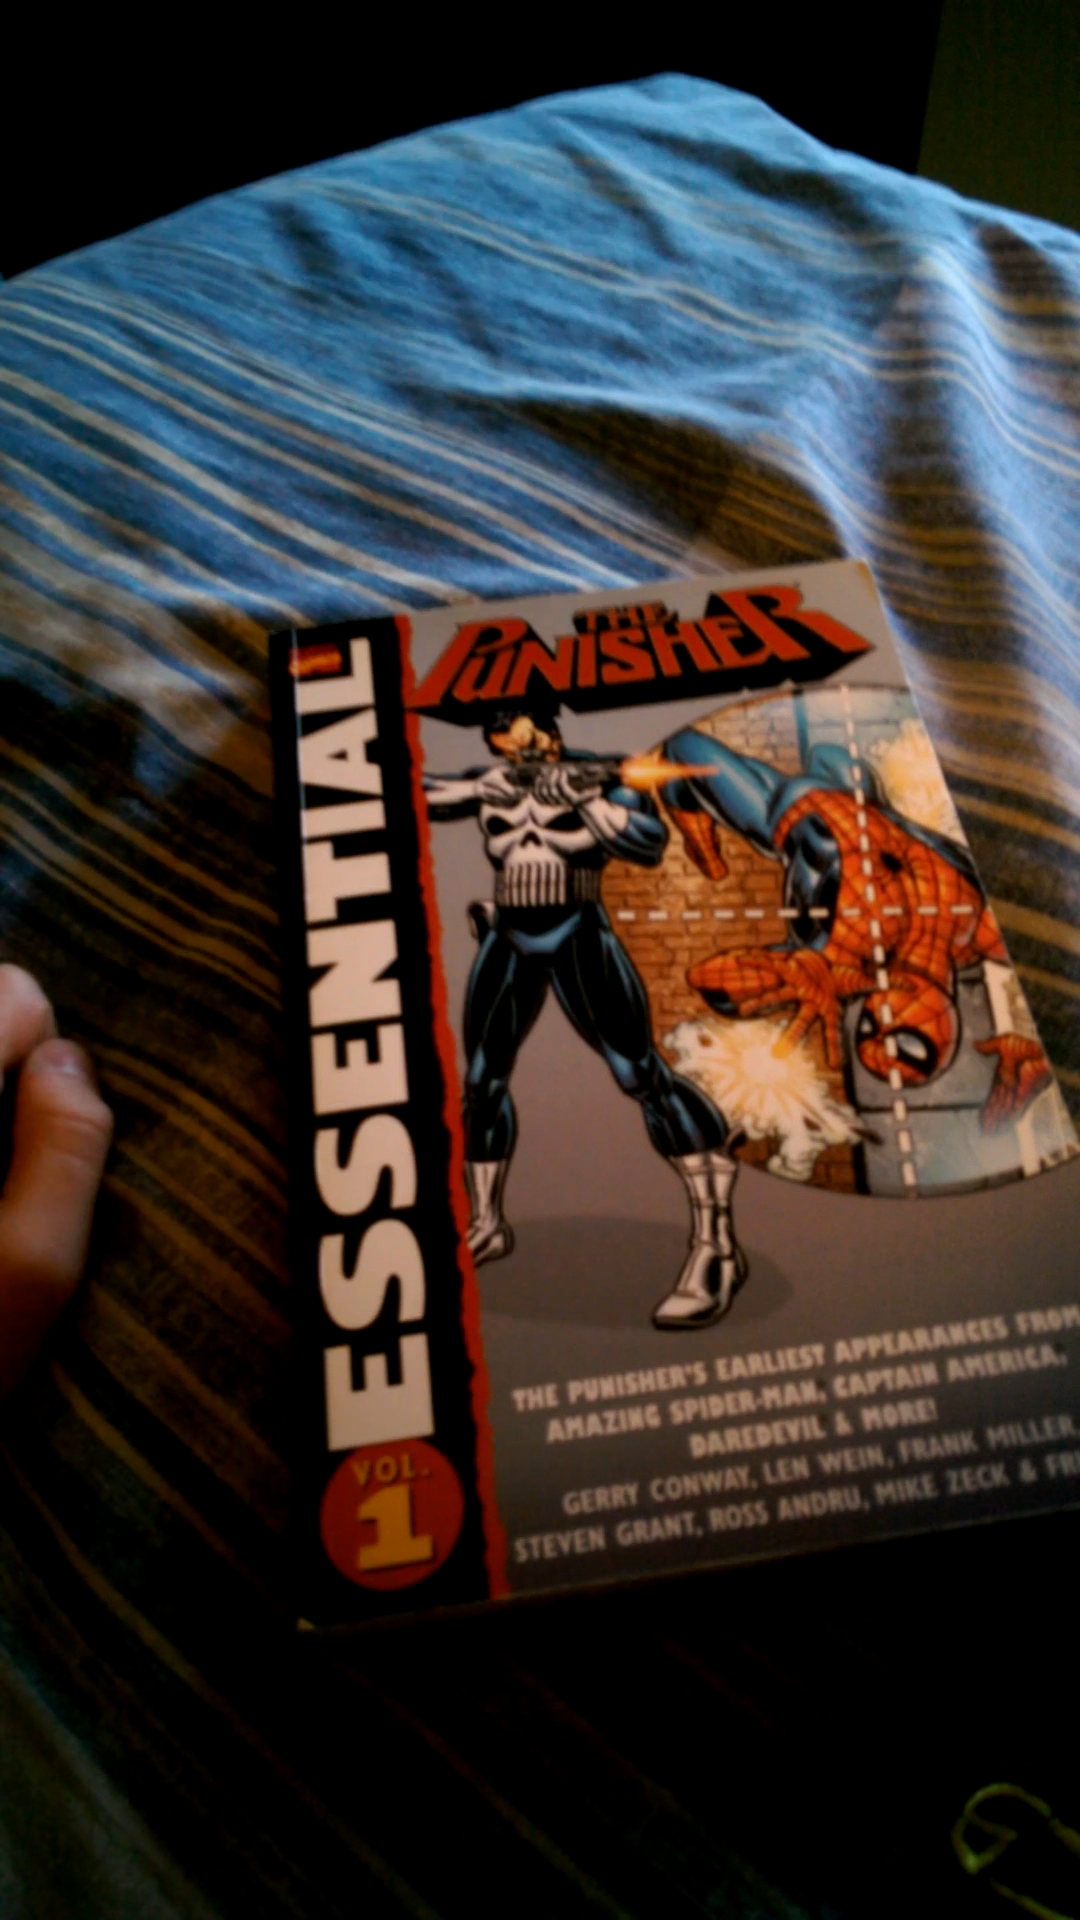 MARVEL
ESSENTIAL
VOL.
1
THE
PUNISHER
THE PUNISHER'S EARLIEST APPEARANCES FROM
AMAZING SPIDER-MAN, CAPTAIN AMERICA,
DAREDEVIL & MORE!
GERRY CONWAY, LEN WEIN, FRANK MILLER,
STEVEN GRANT, ROSS ANDRU, MIKE ZECK &